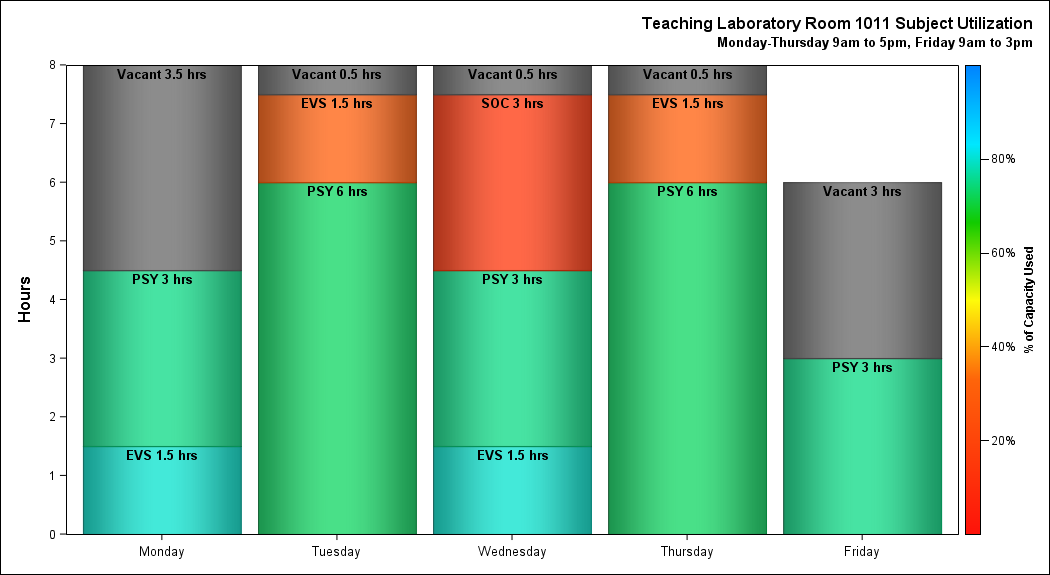 Teaching Laboratory Room 1011 Subject Utilization
Monday-Thursday 9am to 5pm, Friday 9am to 3pm
8
7
6
5
4
3
2
1
0
Hours
Vacant 3.5 hrs
PSY 3 hrs
EVS 1.5 hrs
Vacant 0.5 hrs
EVS 1.5 hrs
PSY 6 hrs
Vacant 0.5 hrs
SOC 3 hrs
PSY 3 hrs
EVS 1.5 hrs
Vacant 0.5 hrs
EVS 1.5 hrs
PSY 6 hrs
Vacant 3 hrs
PSY 3 hrs
Monday
Tuesday
Wednesday
Thursday
Friday
80%
60%
40%
20%
% of Capacity Used